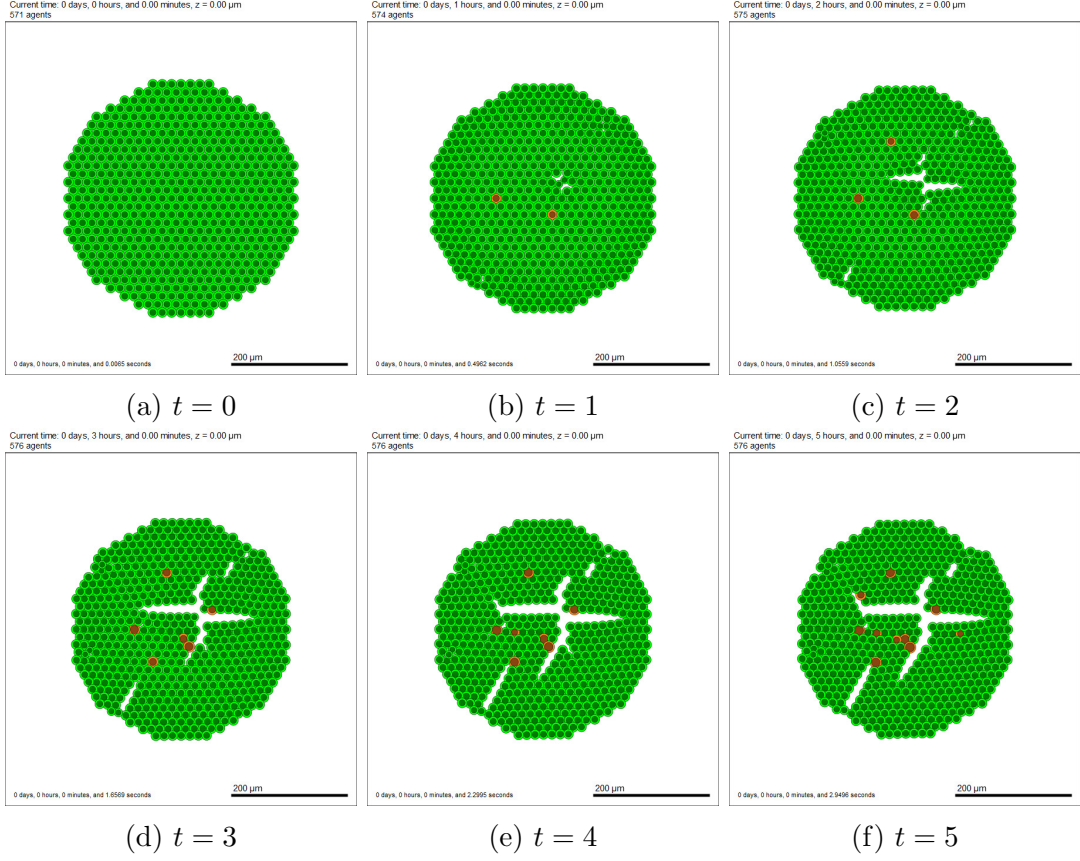 Current time: 0 days, 0 hours, and 0.00 minutes, z = 0.00 µm
571 agents
200 µm
0 days, 0 hours, 0 minutes, and 0.0065 seconds
(a) t = 0
Current time: 0 days, 1 hours, and 0.00 minutes, z = 0.00 µm
574 agents
200 µm
0 days, 0 hours, 0 minutes, and 0.4962 seconds
(b) t = 1
Current time: 0 days, 2 hours, and 0.00 minutes, z = 0.00 µm
575 agents
200 µm
0 days, 0 hours, 0 minutes, and 1.0559 seconds
(c) t = 2
Current time: 0 days, 3 hours, and 0.00 minutes, z = 0.00 µm
576 agents
200 µm
0 days, 0 hours, 0 minutes, and 1.6569 seconds
(d) t = 3
Current time: 0 days, 4 hours, and 0.00 minutes, z = 0.00 µm
576 agents
200 µm
0 days, 0 hours, 0 minutes, and 2.2995 seconds
(e) t = 4
Current time: 0 days, 5 hours, and 0.00 minutes, z = 0.00 µm
576 agents
200 µm
0 days, 0 hours, 0 minutes, and 2.9496 seconds
(f) t = 5